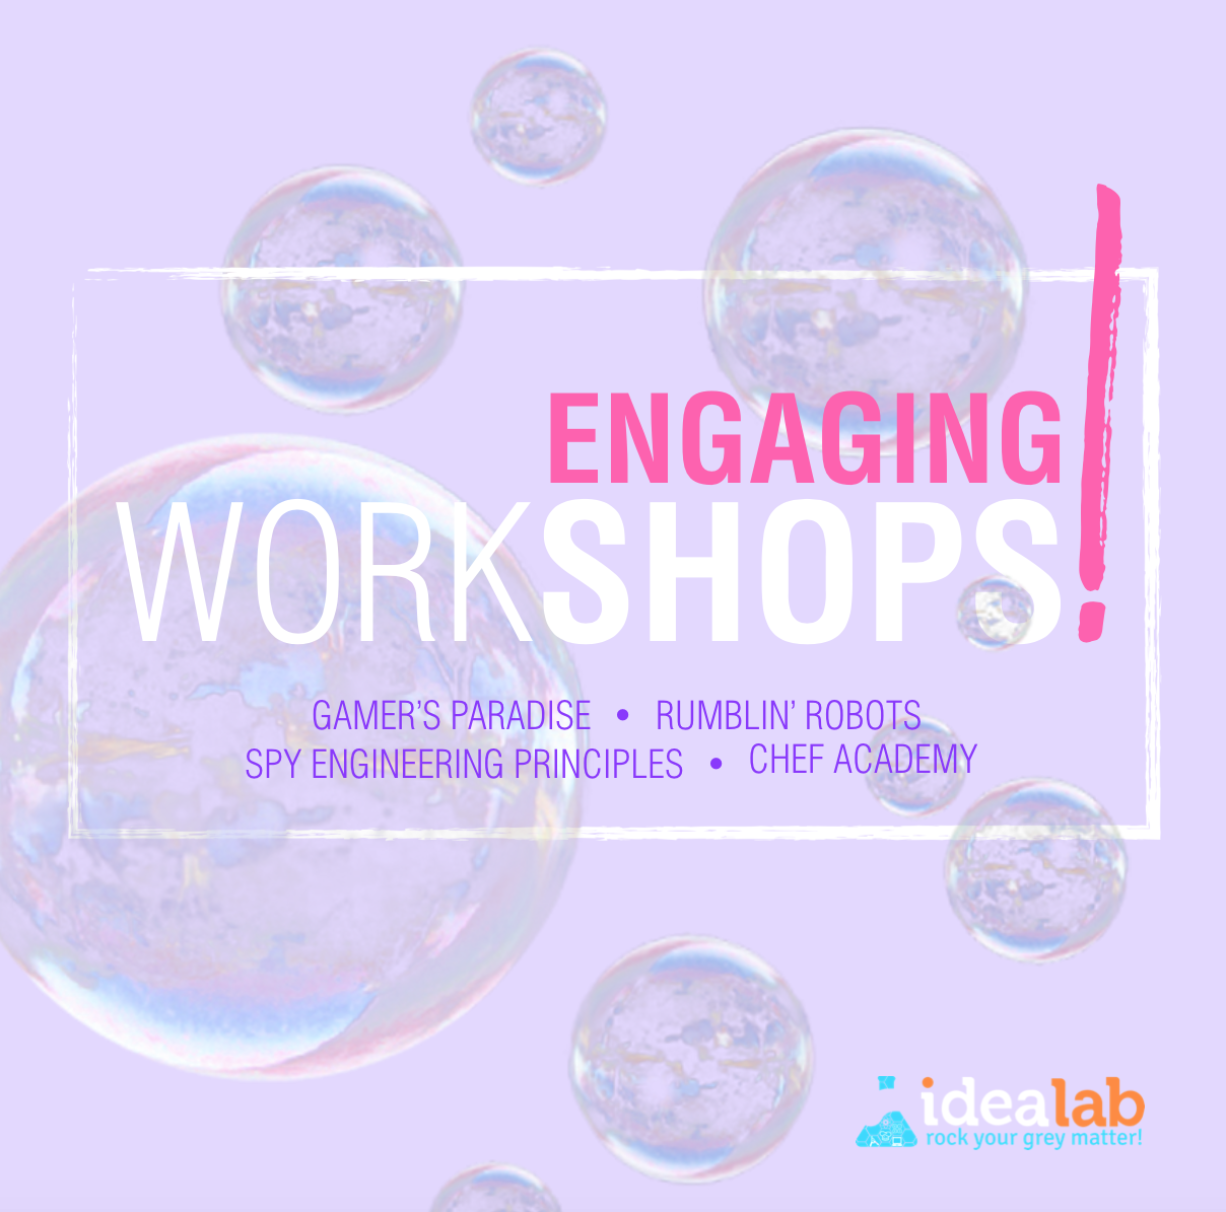 ENGAGING
WORKSHOPS!
GAMER'S PARADISE • RUMBLIN' ROBOTS
SPY ENGINEERING PRINCIPLES • CHEF ACADEMY
idealab
rock your grey matter!